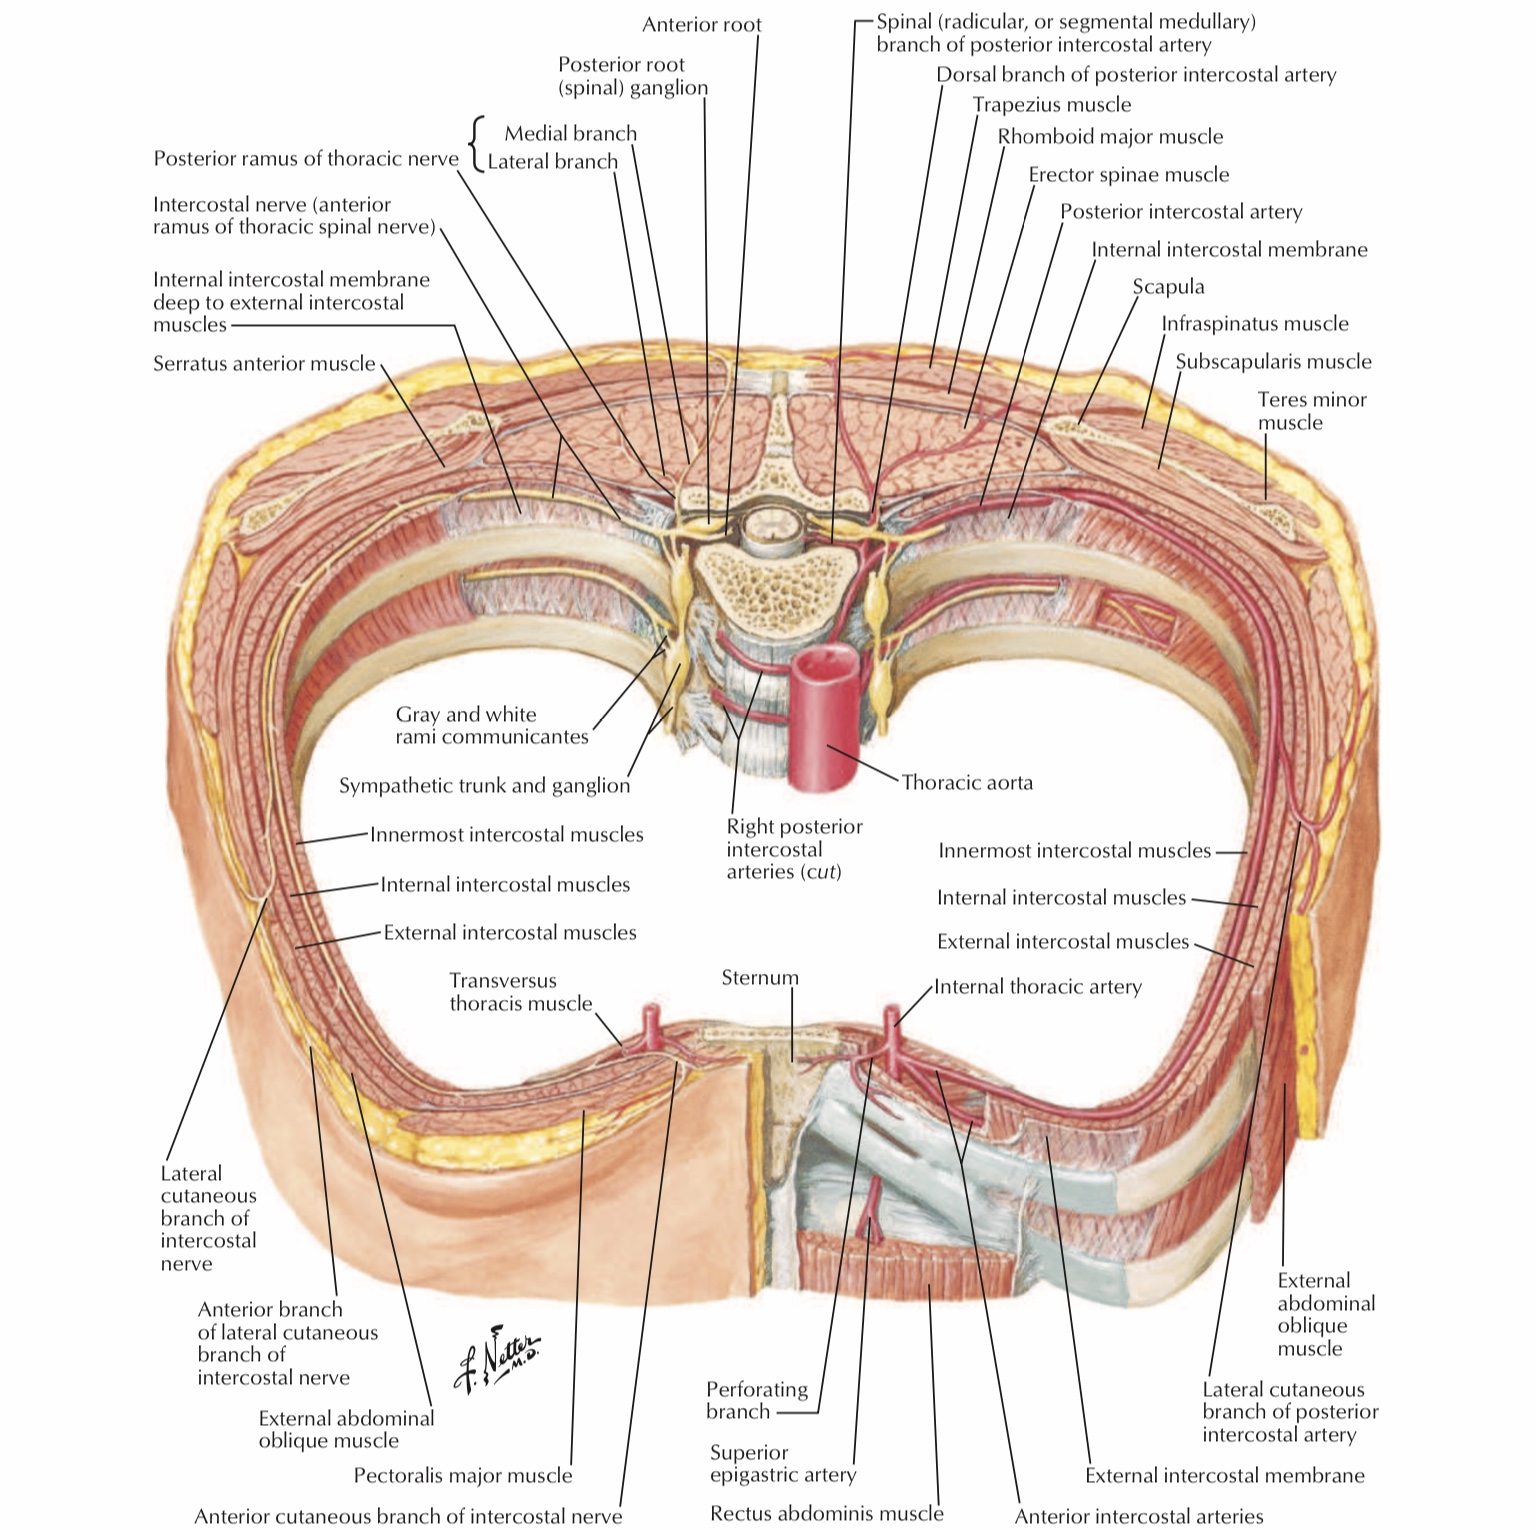 Anterior root
Posterior root
(spinal) ganglion
Medial branch
Lateral branch
Posterior ramus of thoracic nerve
Intercostal nerve (anterior
ramus of thoracic spinal nerve)
Internal intercostal membrane
deep to external intercostal
muscles
Serratus anterior muscle
Spinal (radicular, or segmental medullary)
branch of posterior intercostal artery
Dorsal branch of posterior intercostal artery
Trapezius muscle
Rhomboid major muscle
Erector spinae muscle
Posterior intercostal artery
Internal intercostal membrane
Scapula
Infraspinatus muscle
Subscapularis muscle
Teres minor
muscle
Gray and white
rami communicantes
Sympathetic trunk and ganglion
Innermost intercostal muscles
Internal intercostal muscles
External intercostal muscles
Transversus
thoracis muscle
Thoracic aorta
Right posterior
intercostal
arteries (cut)
Innermost intercostal muscles
Internal intercostal muscles
External intercostal muscles
Sternum
Internal thoracic artery
Lateral
cutaneous
branch of
intercostal
nerve
Anterior branch
of lateral cutaneous
branch of
intercostal nerve
External abdominal
oblique muscle
Pectoralis major muscle
Anterior cutaneous branch of intercostal nerve
F. Netter
M.D.
Perforating
branch
Superior
epigastric artery
Rectus abdominis muscle
External
abdominal
oblique
muscle
Lateral cutaneous
branch of posterior
intercostal artery
External intercostal membrane
Anterior intercostal arteries